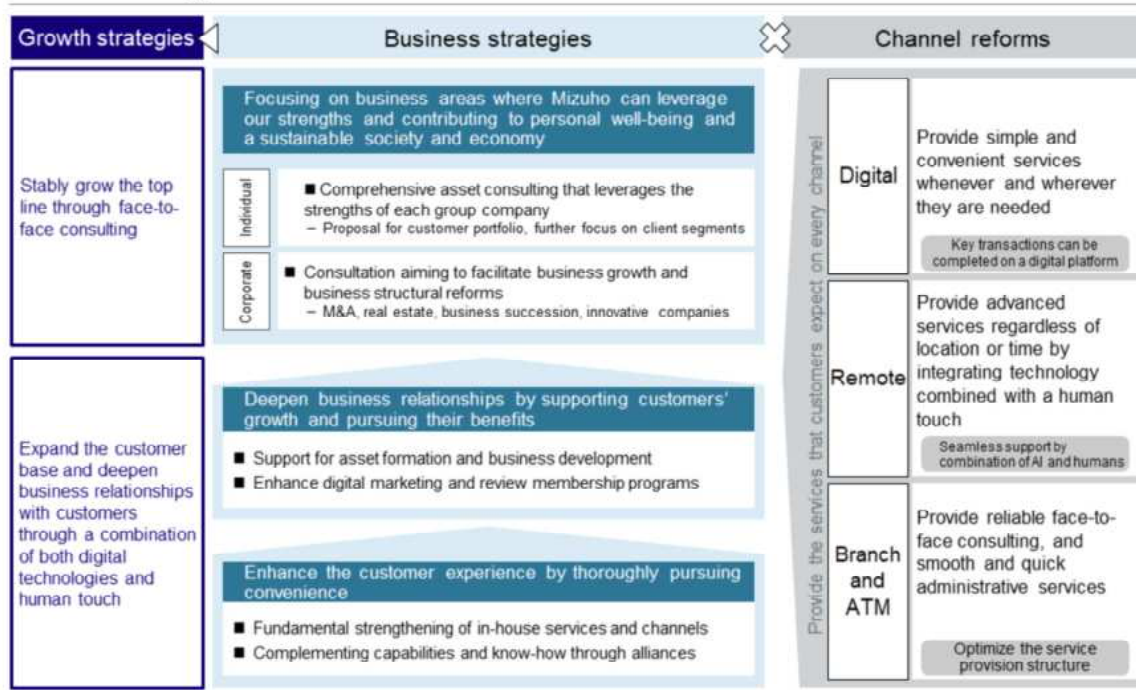 Growth strategies
Business strategies
Channel reforms
Stably grow the top
line through face-to-
face consulting
Expand the customer
base and deepen
business relationships
with customers
through a combination
of both digital
technologies and
human touch
Focusing on business areas where Mizuho can leverage
our strengths and contributing to personal well-being and
a sustainable society and economy
Individual
■ Comprehensive asset consulting that leverages the
strengths of each group company
– Proposal for customer portfolio, further focus on client segments
Corporate
■ Consultation aiming to facilitate business growth and
business structural reforms
– M&A, real estate, business succession, innovative companies
Deepen business relationships by supporting customers'
growth and pursuing their benefits
■ Support for asset formation and business development
■ Enhance digital marketing and review membership programs
Enhance the customer experience by thoroughly pursuing
convenience
■ Fundamental strengthening of in-house services and channels
■ Complementing capabilities and know-how through alliances
Provide the services that customers expect on every channel
Digital
Provide simple and
convenient services
whenever and wherever
they are needed
Key transactions can be
completed on a digital platform
Remote
Provide advanced
services regardless of
location or time by
integrating technology
combined with a human
touch
Seamless support by
combination of AI and humans
Branch
and
ATM
Provide reliable face-to-
face consulting, and
smooth and quick
administrative services
Optimize the service
provision structure